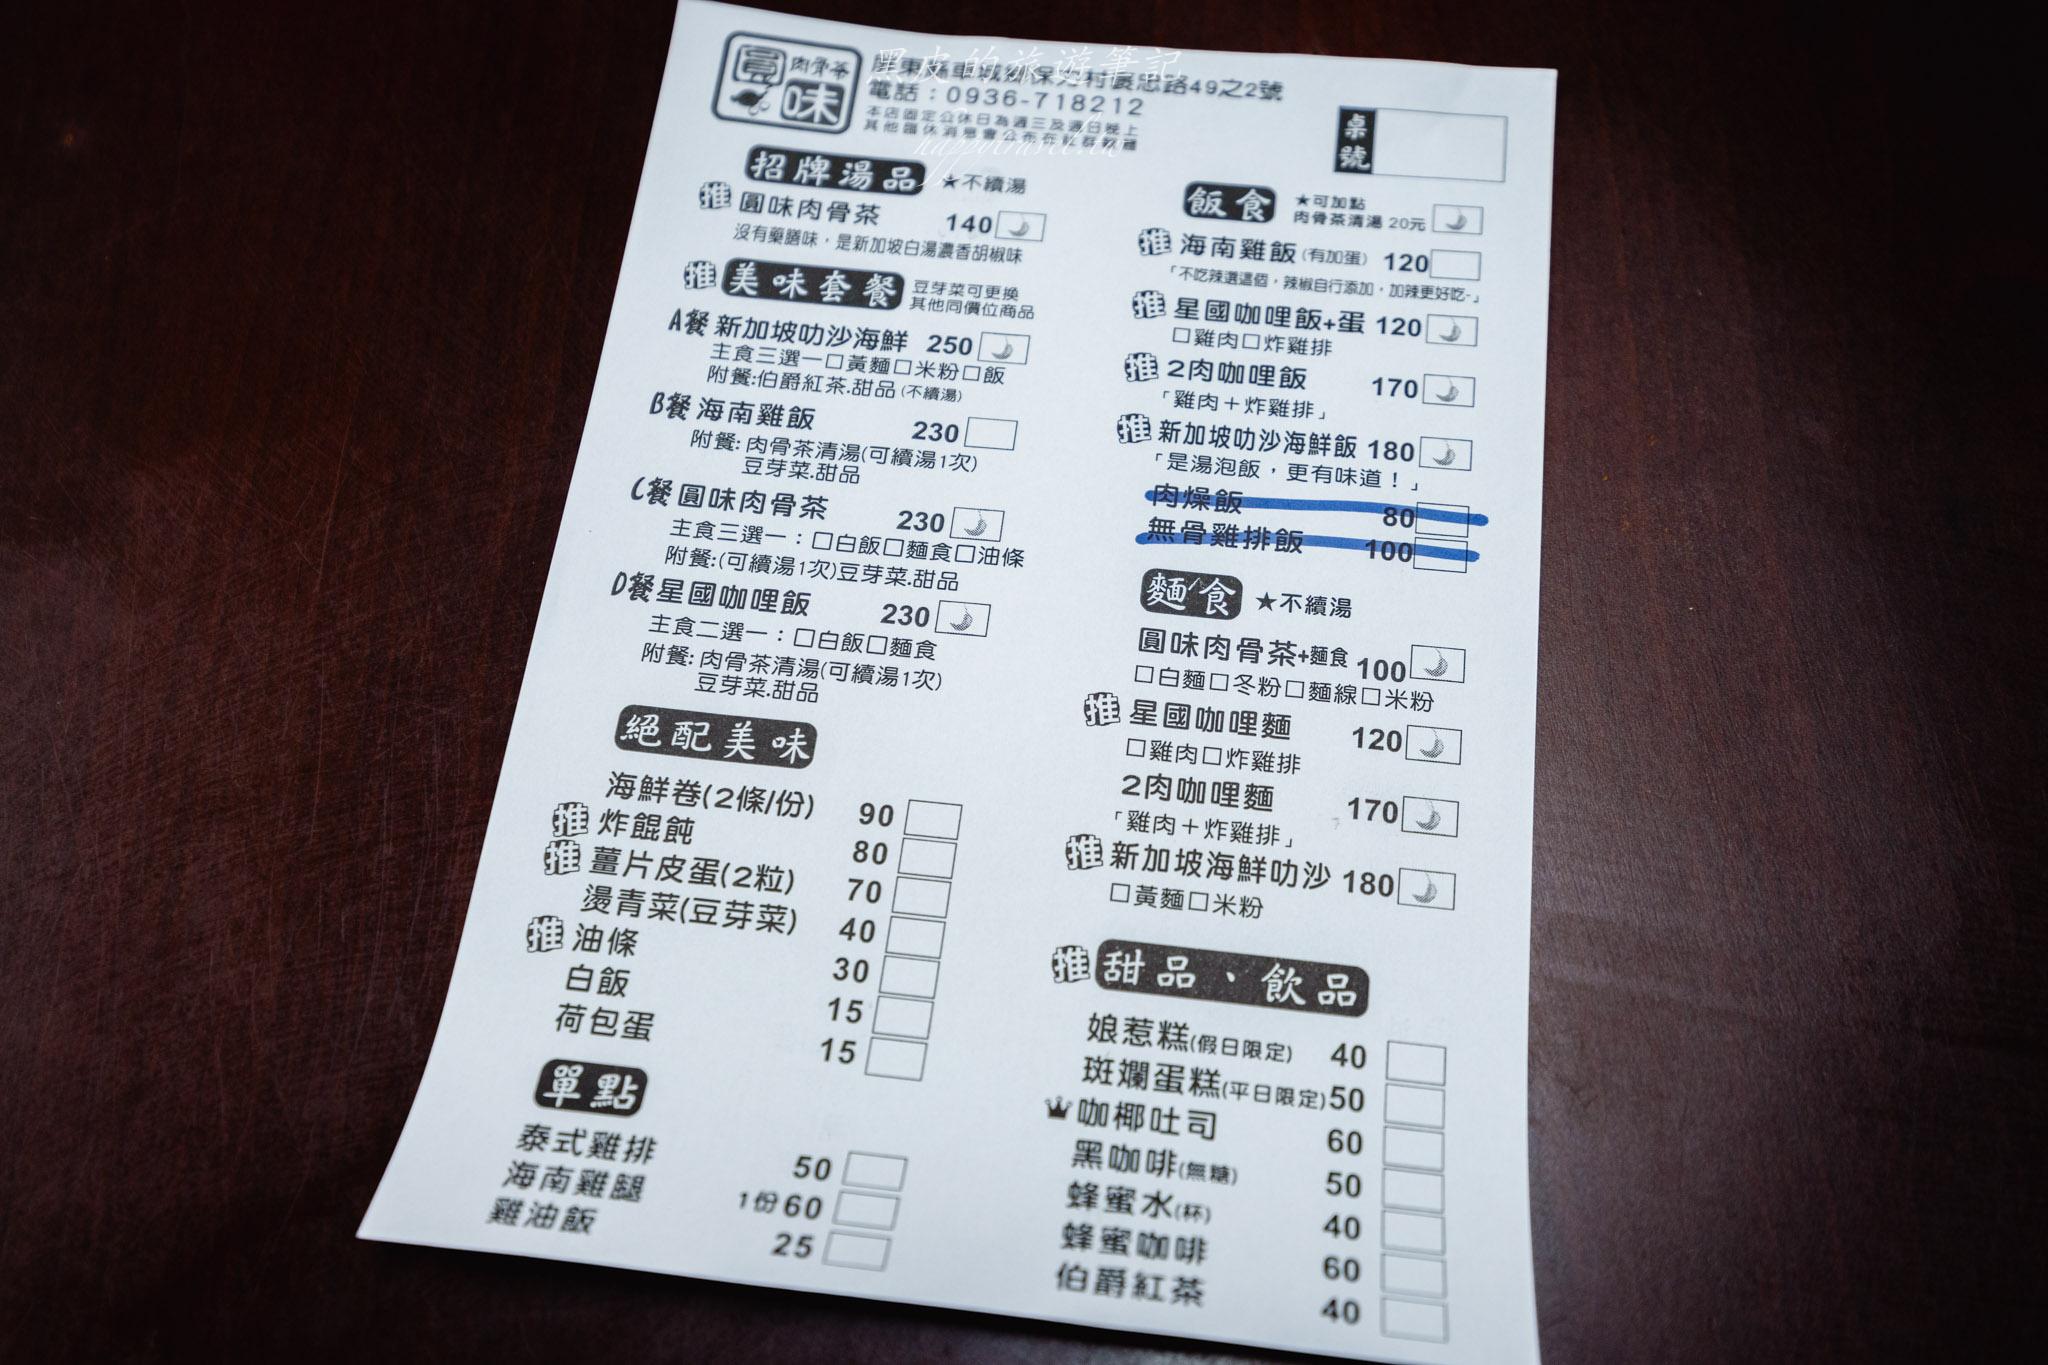 圓味
肉骨茶
黑皮的旅遊筆記
屏東縣車城鄉保力村長忠路49之2號
電話：0936-718212
本店固定公休日為週三及週日晚上
其他臨休消息會公布在社群軟體
happytravel.tw
桌號
招牌湯品 ★不續湯
推 圓味肉骨茶 140
沒有藥膳味，是新加坡白湯濃香胡椒味
推 美味套餐 豆芽菜可更換
其他同價位商品
A餐 新加坡叻沙海鮮 250
主食三選一□黃麵□米粉□飯
附餐:伯爵紅茶.甜品(不續湯)
B餐 海南雞飯 230
附餐: 肉骨茶清湯(可續湯1次)
豆芽菜.甜品
C餐 圓味肉骨茶 230
主食三選一：□白飯□麵食□油條
附餐:(可續湯1次)豆芽菜.甜品
D餐 星國咖哩飯 230
主食二選一：□白飯□麵食
附餐: 肉骨茶清湯(可續湯1次)
豆芽菜.甜品
絕配美味
海鮮卷(2條/份) 90
推 炸餛飩 80
推 薑片皮蛋(2粒) 70
燙青菜(豆芽菜) 40
推 油條 30
白飯 15
荷包蛋 15
單點
泰式雞排 50
海南雞腿 1份60
雞油飯 25
飯食 ★可加點
肉骨茶清湯 20元
推 海南雞飯(有加蛋) 120
「不吃辣選這個，辣椒自行添加，加辣更好吃~」
推 星國咖哩飯+蛋 120
□雞肉□炸雞排
推 2肉咖哩飯 170
「雞肉＋炸雞排」
推 新加坡叻沙海鮮飯 180
「是湯泡飯，更有味道！」
肉燥飯 80
無骨雞排飯 100
麵食 ★不續湯
圓味肉骨茶+麵食 100
□白麵□冬粉□麵線□米粉
推 星國咖哩麵 120
□雞肉□炸雞排
2肉咖哩麵 170
「雞肉＋炸雞排」
推 新加坡海鮮叻沙 180
□黃麵□米粉
推 甜品、飲品
娘惹糕(假日限定) 40
斑斕蛋糕(平日限定) 50
咖椰吐司 60
黑咖啡(無糖) 50
蜂蜜水(杯) 40
蜂蜜咖啡 60
伯爵紅茶 40